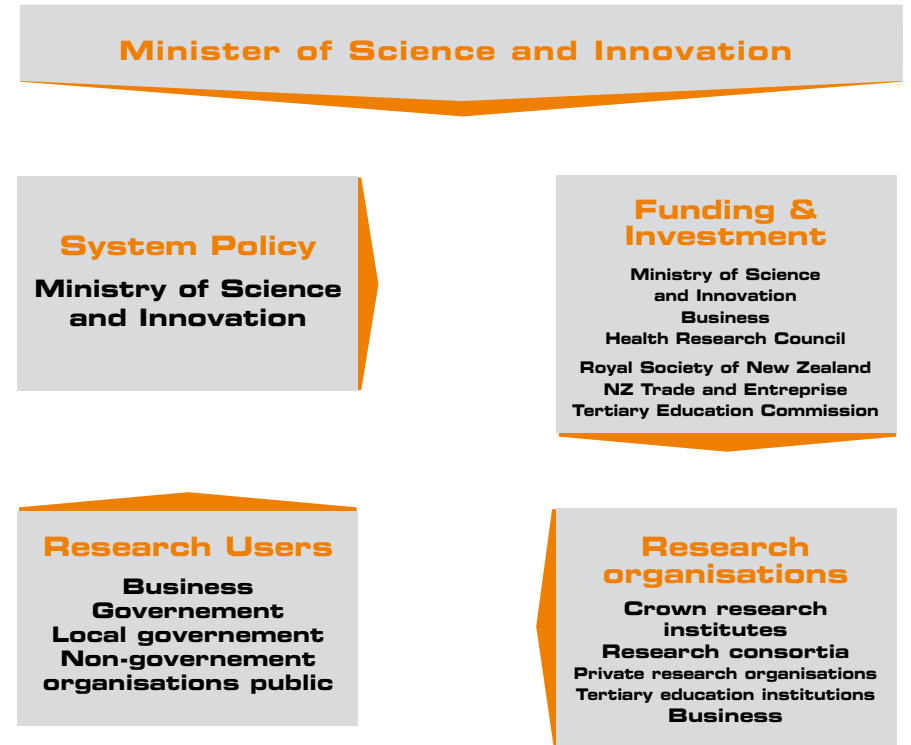 Minister of Science and Innovation
System Policy
Ministry of Science
and Innovation
Funding &
Investment
Ministry of Science
and Innovation
Business
Health Research Council
Royal Society of New Zealand
NZ Trade and Entreprise
Tertiary Education Commission
Research Users
Business
Governement
Local governement
Non-governement
organisations public
Research
organisations
Crown research
institutes
Research consortia
Private research organisations
Tertiary education institutions
Business